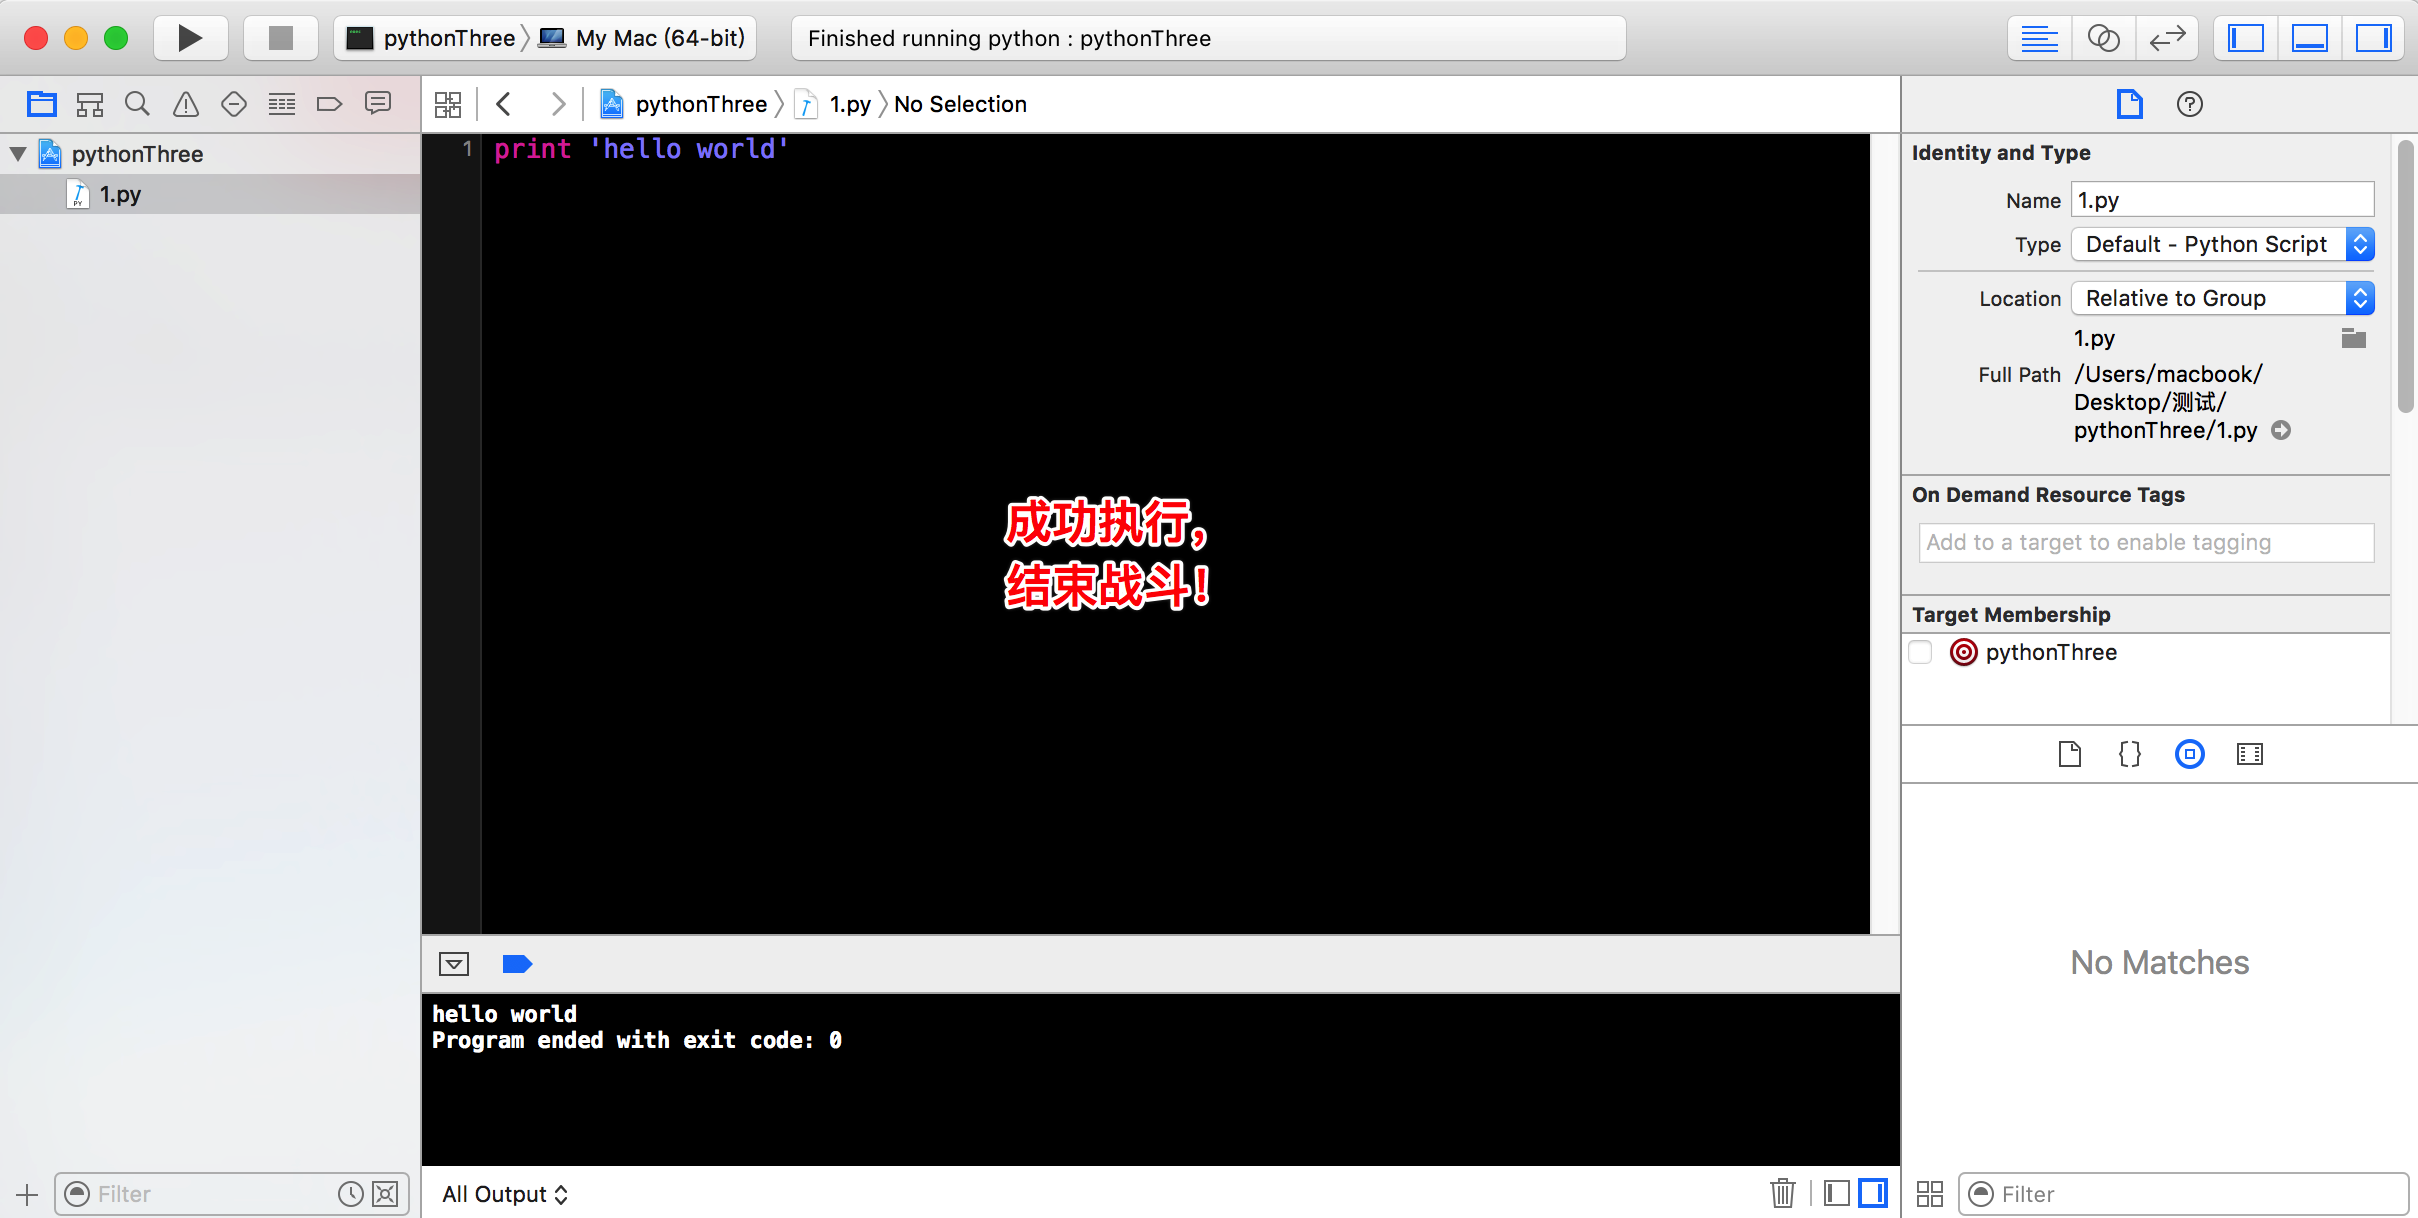 pythonThree My Mac (64-bit) Finished running python : pythonThree
pythonThree 1.py No Selection
pythonThree
1.py
1 print 'hello world'
成功执行，
结束战斗！
hello world
Program ended with exit code: 0
Filter
All Output
Identity and Type
Name 1.py
Type Default - Python Script
Location Relative to Group
1.py
Full Path /Users/macbook/
Desktop/测试/
pythonThree/1.py
On Demand Resource Tags
Add to a target to enable tagging
Target Membership
pythonThree
No Matches
Filter